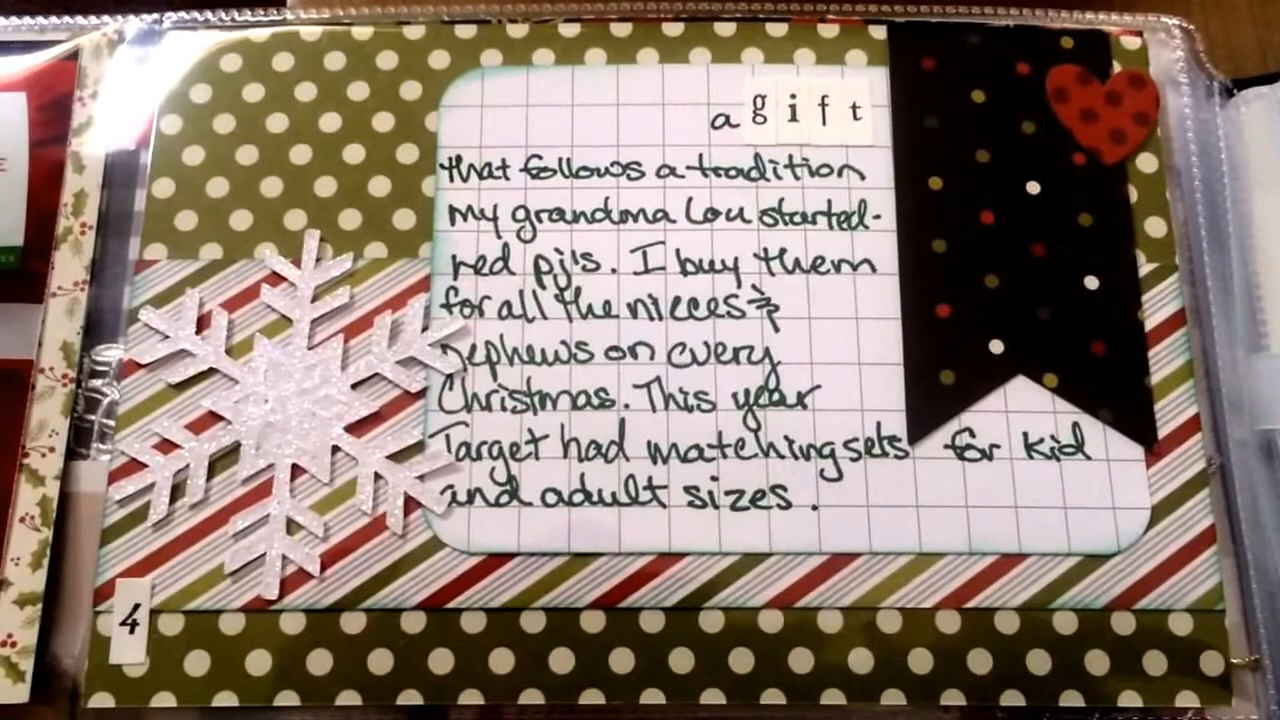 a gift
that follows a tradition
my grandma Lou started-
red pj's. I buy them
for all the nieces &
nephews on every
Christmas. This year
Target had matching sets for kid
and adult sizes.
4